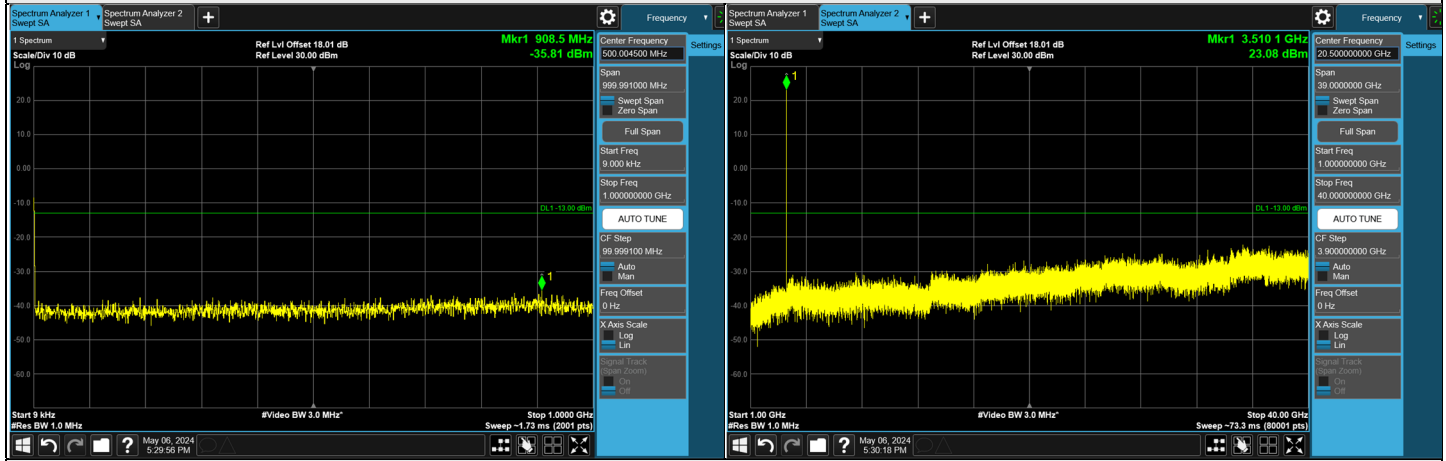 Spectrum Analyzer 1
Swept SA
Spectrum Analyzer 2
Swept SA
+
Frequency
1 Spectrum
Scale/Div 10 dB
Log
Ref Lvl Offset 18.01 dB
Ref Level 30.00 dBm
Mkr1 908.5 MHz
-35.81 dBm
20.0
10.0
0.00
-10.0
-20.0
-30.0
-40.0
-50.0
-60.0
DL1 -13.00 dBm
1
Start 9 kHz
#Res BW 1.0 MHz
#Video BW 3.0 MHz*
Stop 1.0000 GHz
Sweep ~1.73 ms (2001 pts)
Center Frequency
500.004500 MHz
Settings
Span
999.991000 MHz
Swept Span
Zero Span
Full Span
Start Freq
9.000 kHz
Stop Freq
1.000000000 GHz
AUTO TUNE
CF Step
99.999100 MHz
Auto
Man
Freq Offset
0 Hz
X Axis Scale
Log
Lin
Signal Track
(Span Zoom)
On
Off
?
May 06, 2024
5:29:56 PM
Spectrum Analyzer 1
Swept SA
Spectrum Analyzer 2
Swept SA
+
Frequency
1 Spectrum
Scale/Div 10 dB
Log
Ref Lvl Offset 18.01 dB
Ref Level 30.00 dBm
Mkr1 3.510 1 GHz
23.08 dBm
20.0
10.0
0.00
-10.0
-20.0
-30.0
-40.0
-50.0
-60.0
DL1 -13.00 dBm
1
Start 1.00 GHz
#Res BW 1.0 MHz
#Video BW 3.0 MHz*
Stop 40.00 GHz
Sweep ~73.3 ms (80001 pts)
Center Frequency
20.500000000 GHz
Settings
Span
39.0000000 GHz
Swept Span
Zero Span
Full Span
Start Freq
1.000000000 GHz
Stop Freq
40.000000000 GHz
AUTO TUNE
CF Step
3.900000000 GHz
Auto
Man
Freq Offset
0 Hz
X Axis Scale
Log
Lin
Signal Track
(Span Zoom)
On
Off
?
May 06, 2024
5:30:18 PM